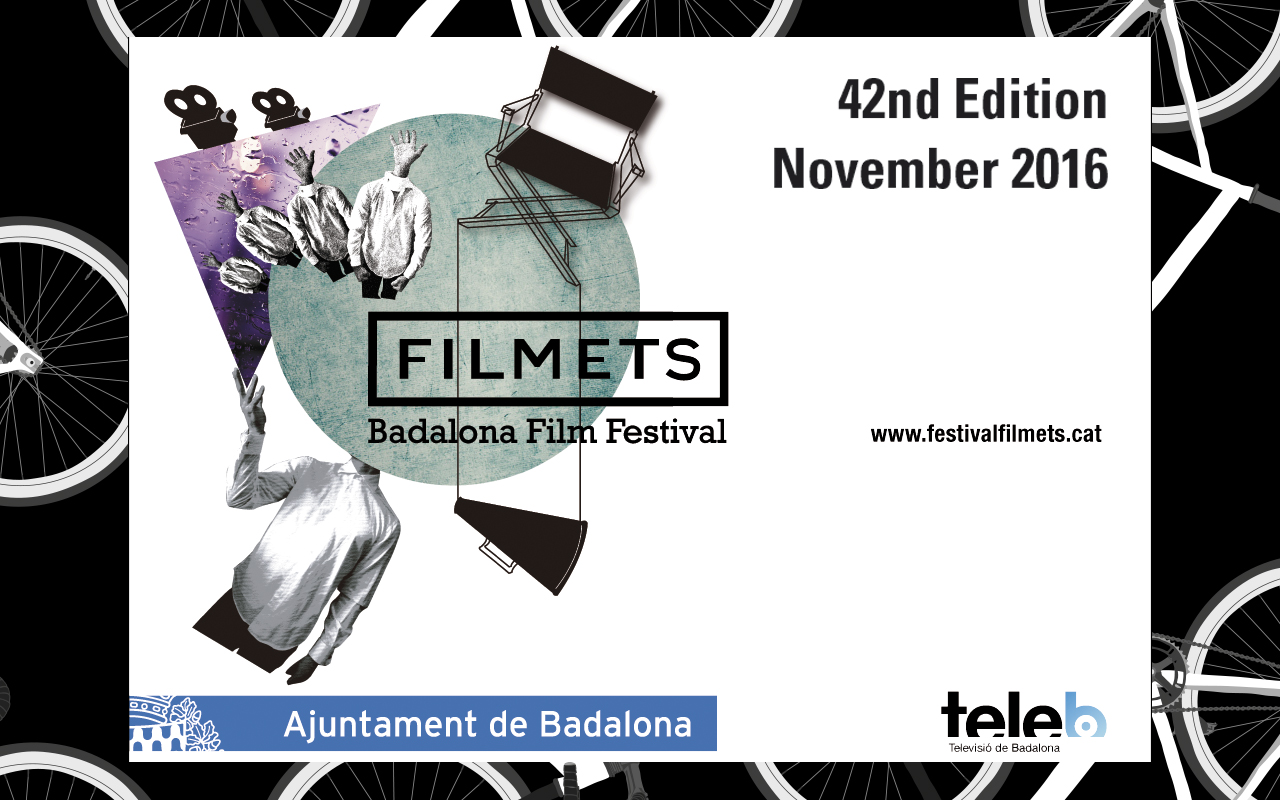 42nd Edition
November 2016
FILMETS
Badalona Film Festival
www.festivalfilmets.cat
Ajuntament de Badalona
teleb
Televisió de Badalona